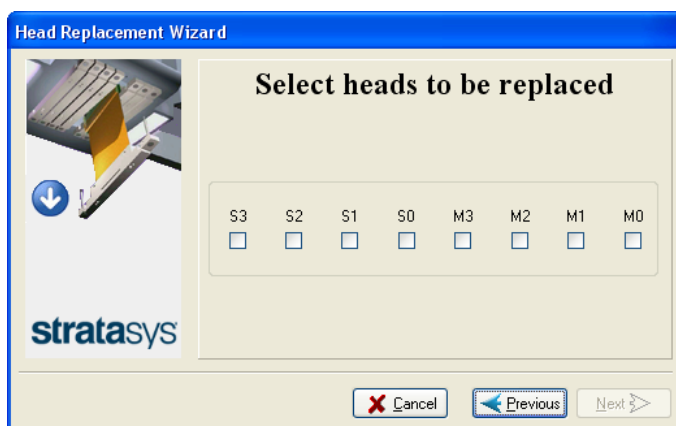 Head Replacement Wizard
Select heads to be replaced
S3 S2 S1 S0 M3 M2 M1 M0
stratasys
Cancel Previous Next